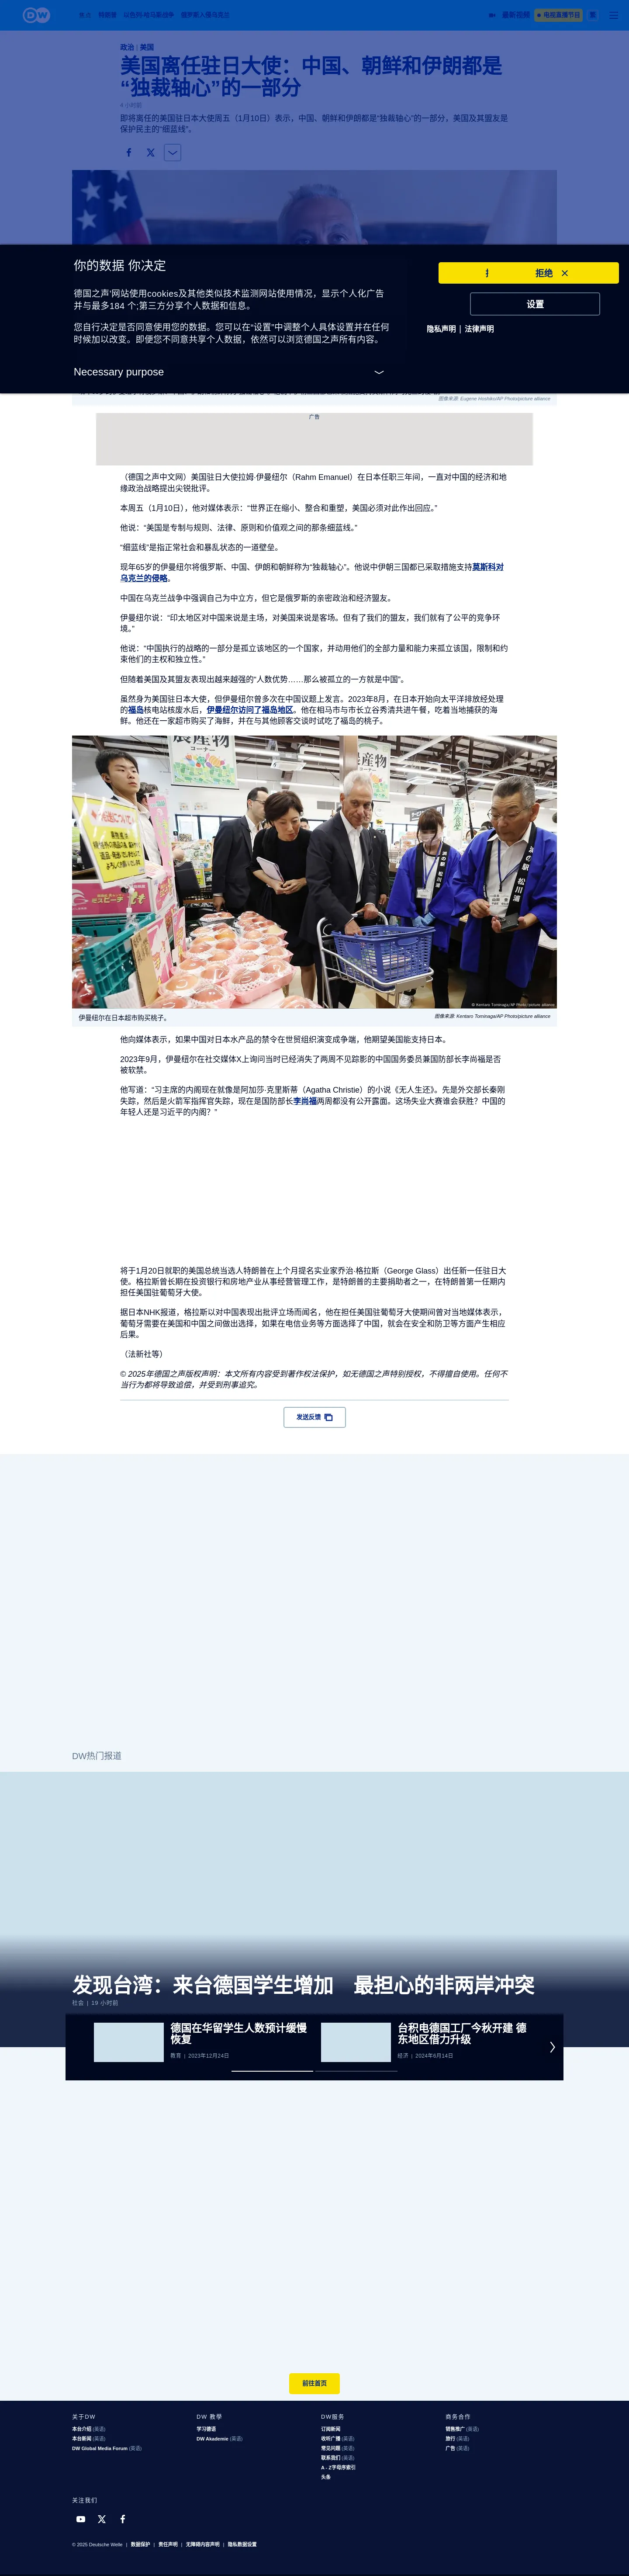 DW
最新视频
电视直播节目
繁
政治 | 美国
美国离任驻日大使：中国、朝鲜和伊朗都是
“独裁轴心”的一部分
4 小时前
即将离任的美国驻日本大使周五（1月10日）表示，中国、朝鲜和伊朗都是“独裁轴心”的一部分，美国及其盟友是
保护民主的“细蓝线”。
你的数据 你决定
德国之声‘网站使用cookies及其他类似技术监测网站使用情况，显示个人化广告
并与最多184 个;第三方分享个人数据和信息。
您自行决定是否同意使用您的数据。您可以在“设置”中调整个人具体设置并在任何
时候加以改变。即便您不同意共享个人数据，依然可以浏览德国之声所有内容。
Necessary purpose
拒绝
设置
隐私声明 | 法律声明
图像来源: Eugene Hoshiko/AP Photo/picture alliance
广告
（德国之声中文网）美国驻日大使拉姆·伊曼纽尔（Rahm Emanuel）在日本任职三年间，一直对中国的经济和地
缘政治战略提出尖锐批评。
本周五（1月10日），他对媒体表示：“世界正在缩小、整合和重塑，美国必须对此作出回应。”
他说：“美国是专制与规则、法律、原则和价值观之间的那条细蓝线。”
“细蓝线”是指正常社会和暴乱状态的一道壁垒。
现年65岁的伊曼纽尔将俄罗斯、中国、伊朗和朝鲜称为“独裁轴心”。他说中伊朝三国都已采取措施支持莫斯科对
乌克兰的侵略。
中国在乌克兰战争中强调自己为中立方，但它是俄罗斯的亲密政治和经济盟友。
伊曼纽尔说：“印太地区对中国来说是主场，对美国来说是客场。但有了我们的盟友，我们就有了公平的竞争环
境。”
他说：“中国执行的战略的一部分是孤立该地区的一个国家，并动用他们的全部力量和能力来孤立该国，限制和约
束他们的主权和独立性。”
但随着美国及其盟友表现出越来越强的“人数优势……那么被孤立的一方就是中国”。
虽然身为美国驻日本大使，但伊曼纽尔曾多次在中国议题上发言。2023年8月，在日本开始向太平洋排放经处理
的福岛核电站核废水后，伊曼纽尔访问了福岛地区。他在相马市与市长立谷秀清共进午餐，吃着当地捕获的海
鲜。他还在一家超市购买了海鲜，并在与其他顾客交谈时试吃了福岛的桃子。
農産物
コーナー
農産物
© Kentaro Tominaga/AP Photo/picture alliance
伊曼纽尔在日本超市购买桃子。
图像来源: Kentaro Tominaga/AP Photo/picture alliance
他向媒体表示，如果中国对日本水产品的禁令在世贸组织演变成争端，他期望美国能支持日本。
2023年9月，伊曼纽尔在社交媒体X上询问当时已经消失了两周不见踪影的中国国务委员兼国防部长李尚福是否
被软禁。
他写道：“习主席的内阁现在就像是阿加莎·克里斯蒂（Agatha Christie）的小说《无人生还》。先是外交部长秦刚
失踪，然后是火箭军指挥官失踪，现在是国防部长李尚福两周都没有公开露面。这场失业大赛谁会获胜？中国的
年轻人还是习近平的内阁？”
将于1月20日就职的美国总统当选人特朗普在上个月提名实业家乔治·格拉斯（George Glass）出任新一任驻日大
使。格拉斯曾长期在投资银行和房地产业从事经营管理工作，是特朗普的主要捐助者之一，在特朗普第一任期内
担任美国驻葡萄牙大使。
据日本NHK报道，格拉斯以对中国表现出批评立场而闻名，他在担任美国驻葡萄牙大使期间曾对当地媒体表示，
葡萄牙需要在美国和中国之间做出选择，如果在电信业务等方面选择了中国，就会在安全和防卫等方面产生相应
后果。
（法新社等）
© 2025年德国之声版权声明：本文所有内容受到著作权法保护，如无德国之声特别授权，不得擅自使用。任何不
当行为都将导致追偿，并受到刑事追究。
发送反馈
DW热门报道
发现台湾：来台德国学生增加　最担心的非两岸冲突
社会 | 19 小时前
德国在华留学生人数预计缓慢
恢复
教育 | 2023年12月24日
台积电德国工厂今秋开建 德
东地区借力升级
经济 | 2024年6月14日
前往首页
关于DW
本台介绍 (英语)
本台新闻 (英语)
DW Global Media Forum (英语)
DW 教學
学习德语
DW Akademie (英语)
DW服务
订阅新闻
收听广播 (英语)
常见问题 (英语)
联系我们 (英语)
A - Z字母序索引
头条
商务合作
销售推广 (英语)
旅行 (英语)
广告 (英语)
关注我们
© 2025 Deutsche Welle | 数据保护 | 责任声明 | 无障碍内容声明 | 隐私数据设置